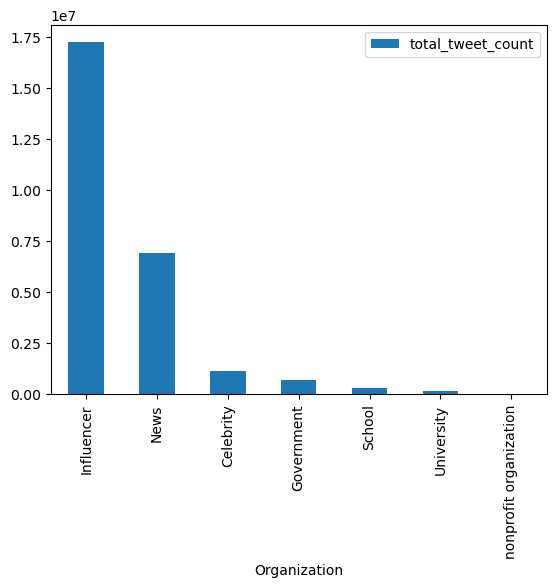 1e7
total_tweet_count
1.75
1.50
1.25
1.00
0.75
0.50
0.25
0.00
Influencer
News
Celebrity
Government
School
University
nonprofit organization
Organization